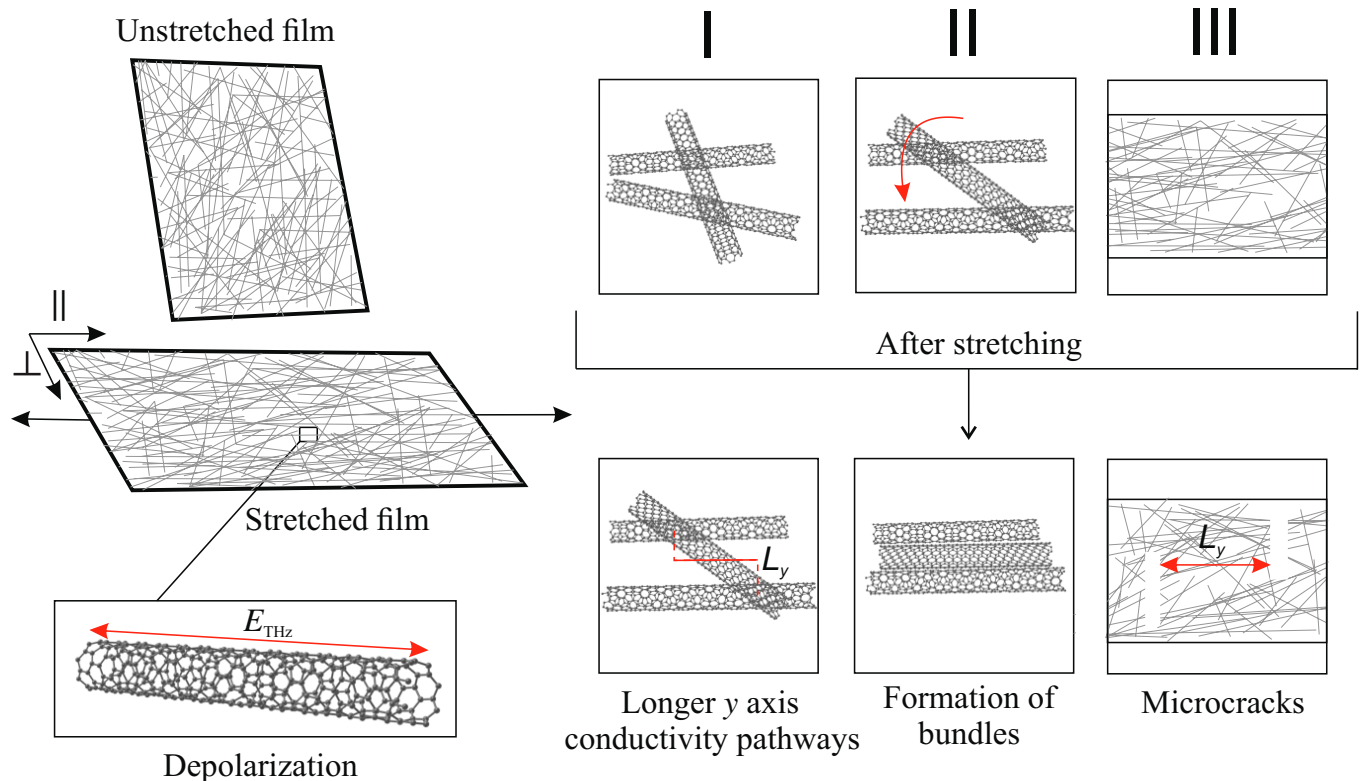 Unstretched film
I
II
III
||
⊥
After stretching
Stretched film
L_y
L_y
E_THz
Longer y axis
conductivity pathways
Formation of
bundles
Microcracks
Depolarization